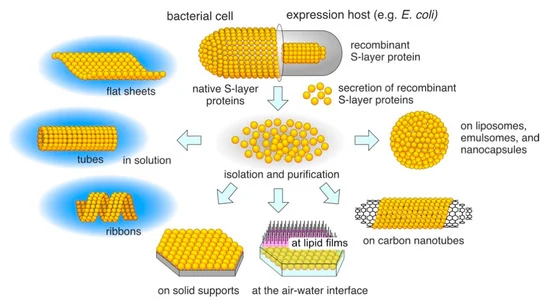 bacterial cell
expression host (e.g. E. coli)
recombinant
S-layer protein
flat sheets
native S-layer
proteins
secretion of recombinant
S-layer proteins
on liposomes,
emulsomes, and
nanocapsules
tubes
in solution
isolation and purification
ribbons
at lipid films
on carbon nanotubes
on solid supports
at the air-water interface